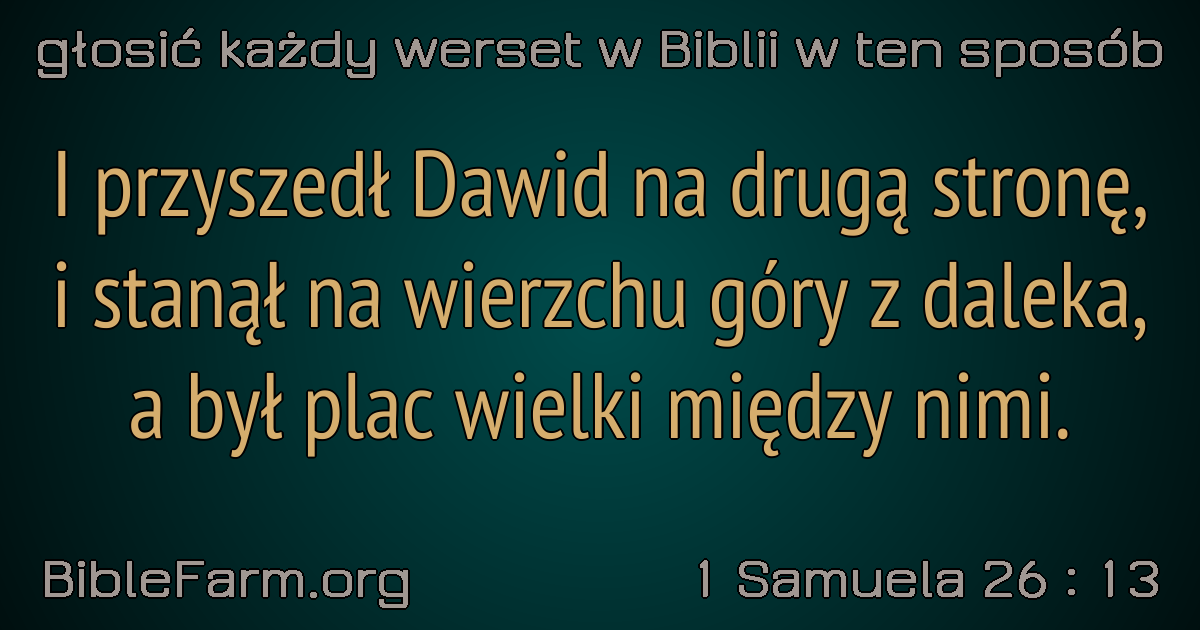 głosić każdy werset w Biblii w ten sposób
I przyszedł Dawid na drugą stronę,
i stanął na wierzchu góry z daleka,
a był plac wielki między nimi.
BibleFarm.org
1 Samuela 26 : 13